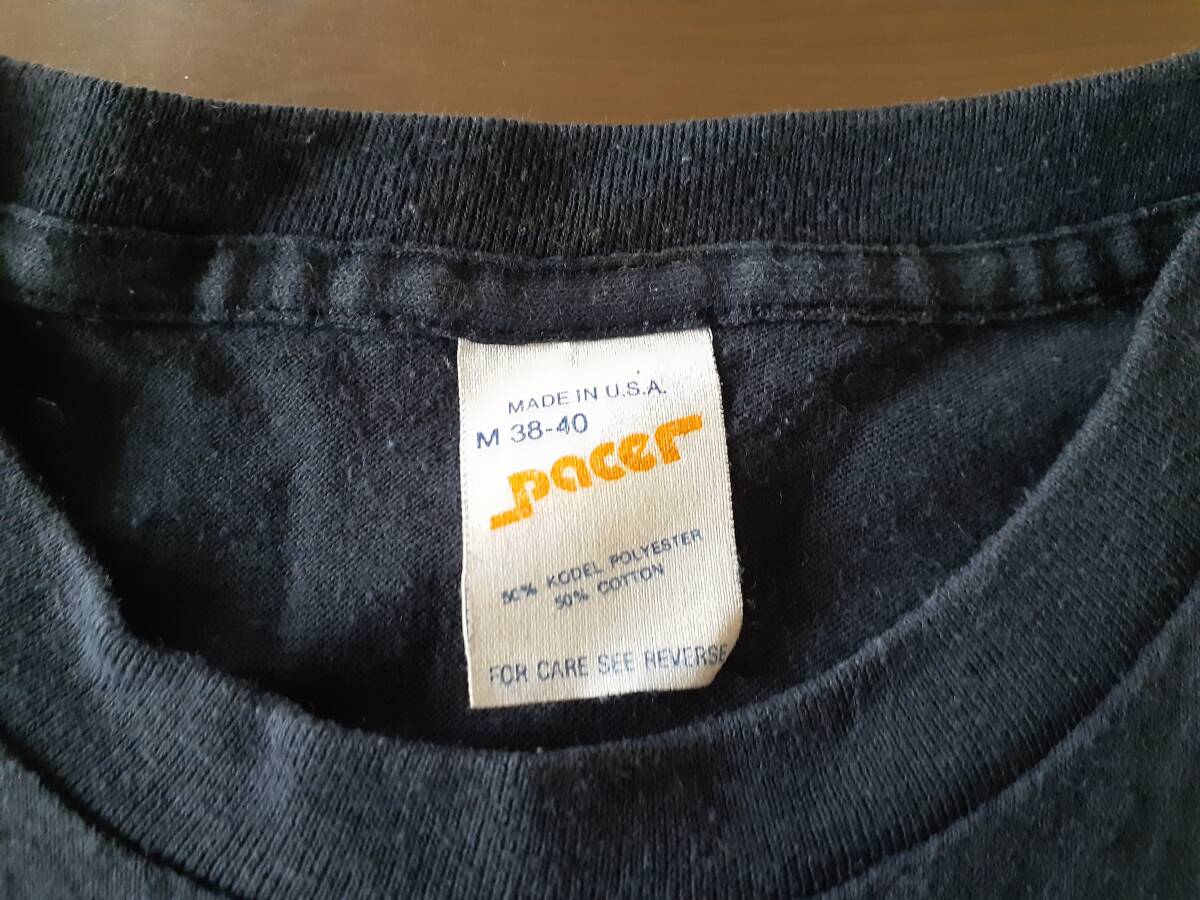 MADE IN U.S.A.
M 38-40
pacer
50% KODEL POLYESTER
50% COTTON
FOR CARE SEE REVERSE